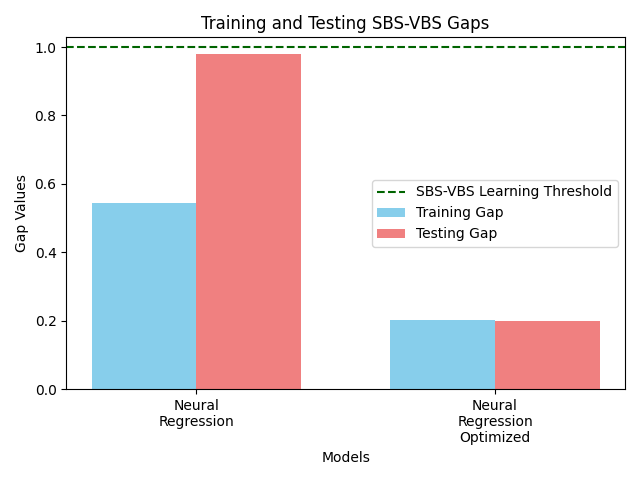 Training and Testing SBS-VBS Gaps
1.0
0.8
0.6
0.4
0.2
0.0
Gap Values
SBS-VBS Learning Threshold
Training Gap
Testing Gap
Neural
Regression
Neural
Regression
Optimized
Models